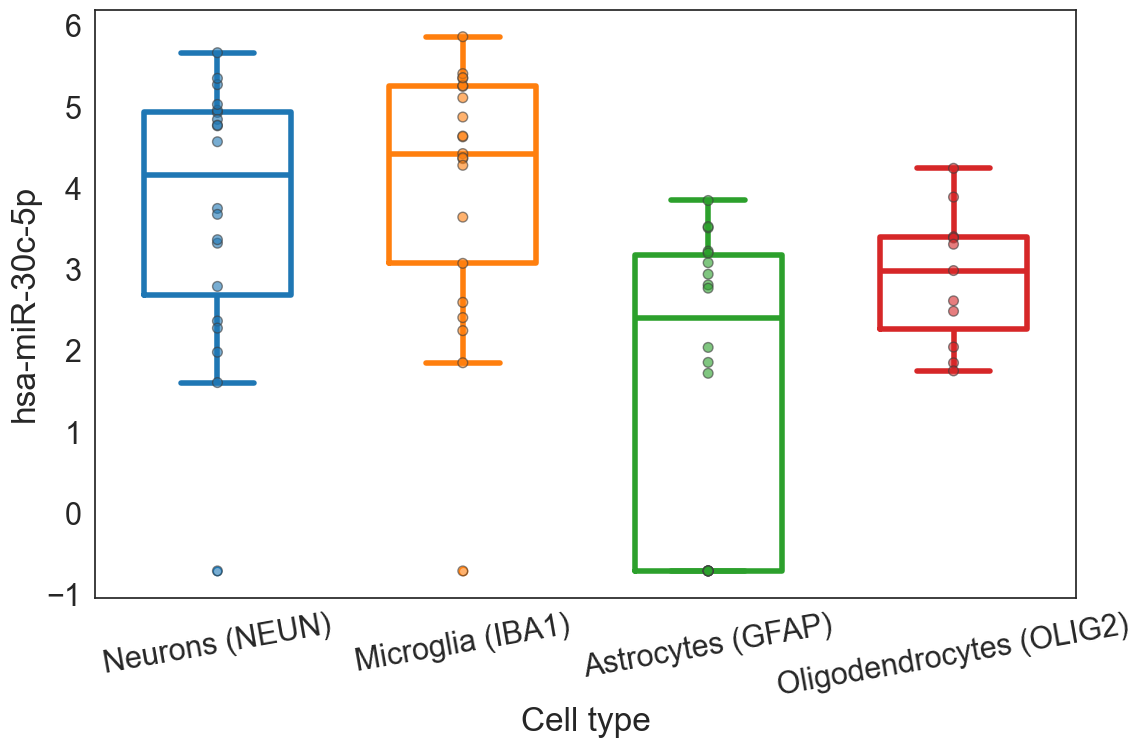 hsa-miR-30c-5p
6
5
4
3
2
1
0
−1
Neurons (NEUN)
Microglia (IBA1)
Astrocytes (GFAP)
Oligodendrocytes (OLIG2)
Cell type